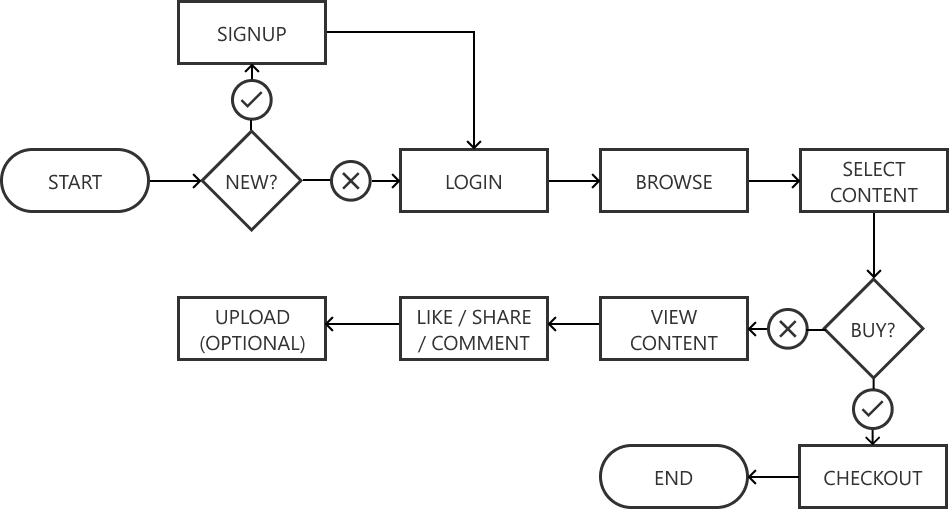 SIGNUP
START
NEW?
LOGIN
BROWSE
SELECT
CONTENT
UPLOAD
(OPTIONAL)
LIKE / SHARE
/ COMMENT
VIEW
CONTENT
BUY?
END
CHECKOUT